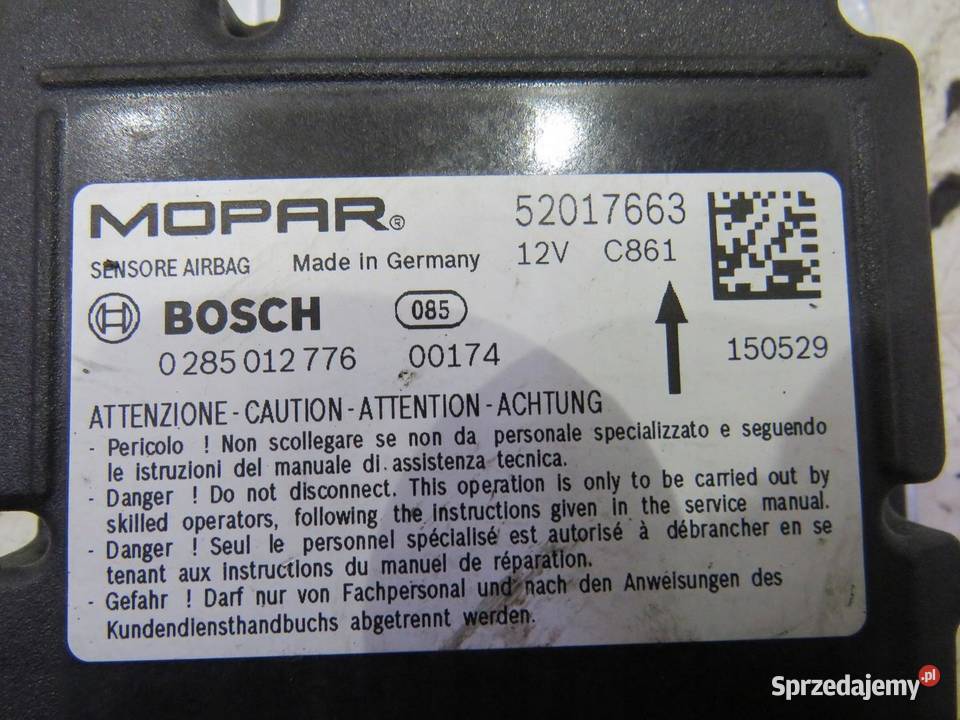 MOPAR®
52017663
SENSORE AIRBAG Made in Germany 12V C861
BOSCH 085
0 285 012 776 00174 150529
ATTENZIONE - CAUTION - ATTENTION - ACHTUNG
- Pericolo ! Non scollegare se non da personale specializzato e seguendo
le istruzioni del manuale di assistenza tecnica.
- Danger ! Do not disconnect. This operation is only to be carried out by
skilled operators, following the instructions given in the service manual.
- Danger ! Seul le personnel spécialisé est autorisé à débrancher en se
tenant aux instructions du manuel de réparation.
- Gefahr ! Darf nur von Fachpersonal und nach den Anweisungen des
Kundendiensthandbuchs abgetrennt werden.
Sprzedajemy.pl